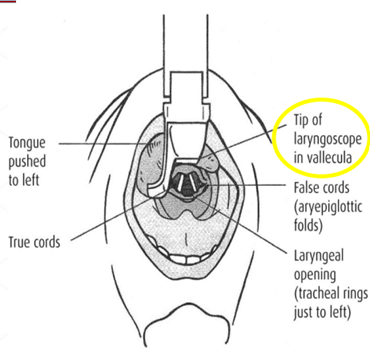 Tongue
pushed
to left
True cords
Tip of
laryngoscope
in vallecula
False cords
(aryepiglottic
folds)
Laryngeal
opening
(tracheal rings
just to left)